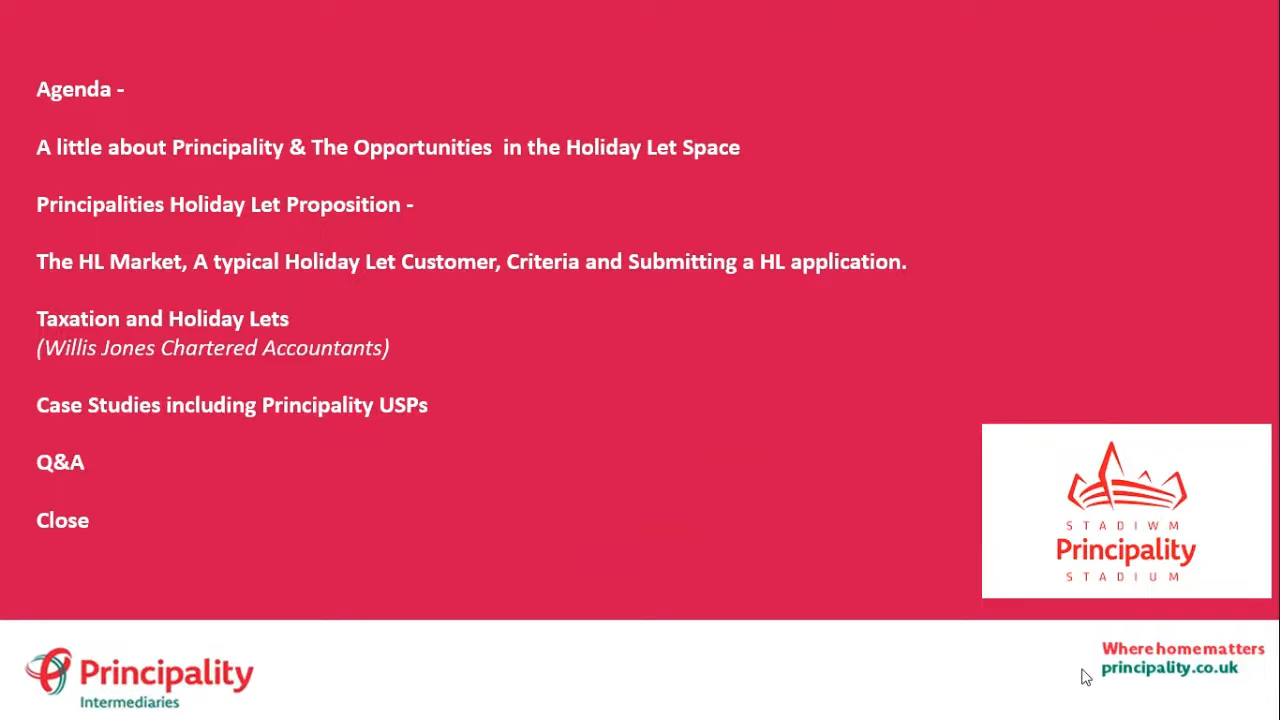 Agenda -
A little about Principality & The Opportunities  in the Holiday Let Space
Principalities Holiday Let Proposition -
The HL Market, A typical Holiday Let Customer, Criteria and Submitting a HL application.
Taxation and Holiday Lets
(Willis Jones Chartered Accountants)
Case Studies including Principality USPs
Q&A
Close
STADIWM
Principality
STADIUM
Principality
Intermediaries
Where home matters
principality.co.uk